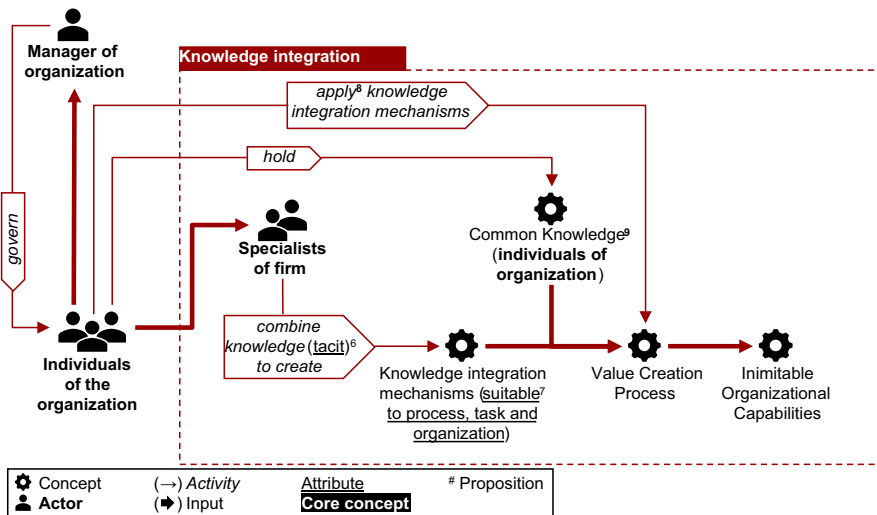 Manager of
organization
Knowledge integration
apply⁸ knowledge
integration mechanisms
hold
govern
Specialists
of firm
Common Knowledge⁹
(individuals of
organization)
Individuals
of the
organization
combine
knowledge (tacit)⁶
to create
Knowledge integration
mechanisms (suitable⁷
to process, task and
organization)
Value Creation
Process
Inimitable
Organizational
Capabilities
Concept
(→) Activity
Attribute
# Proposition
Actor
(➡) Input
Core concept